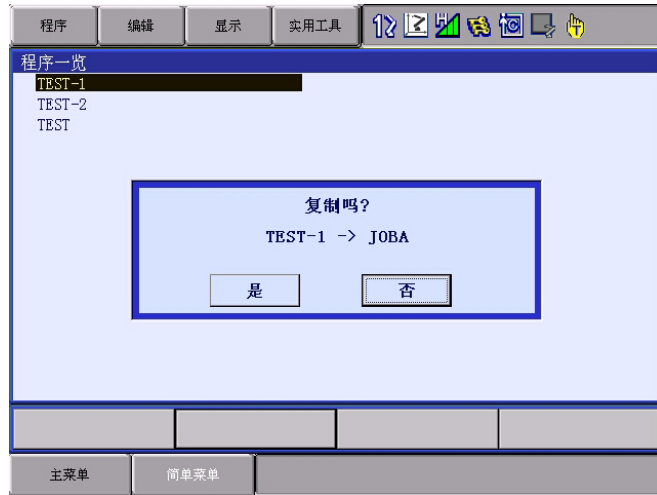 程序 编辑 显示 实用工具
程序一览
TEST-1
TEST-2
TEST
复制吗?
TEST-1 -> JOBA
是 否
主菜单 简单菜单